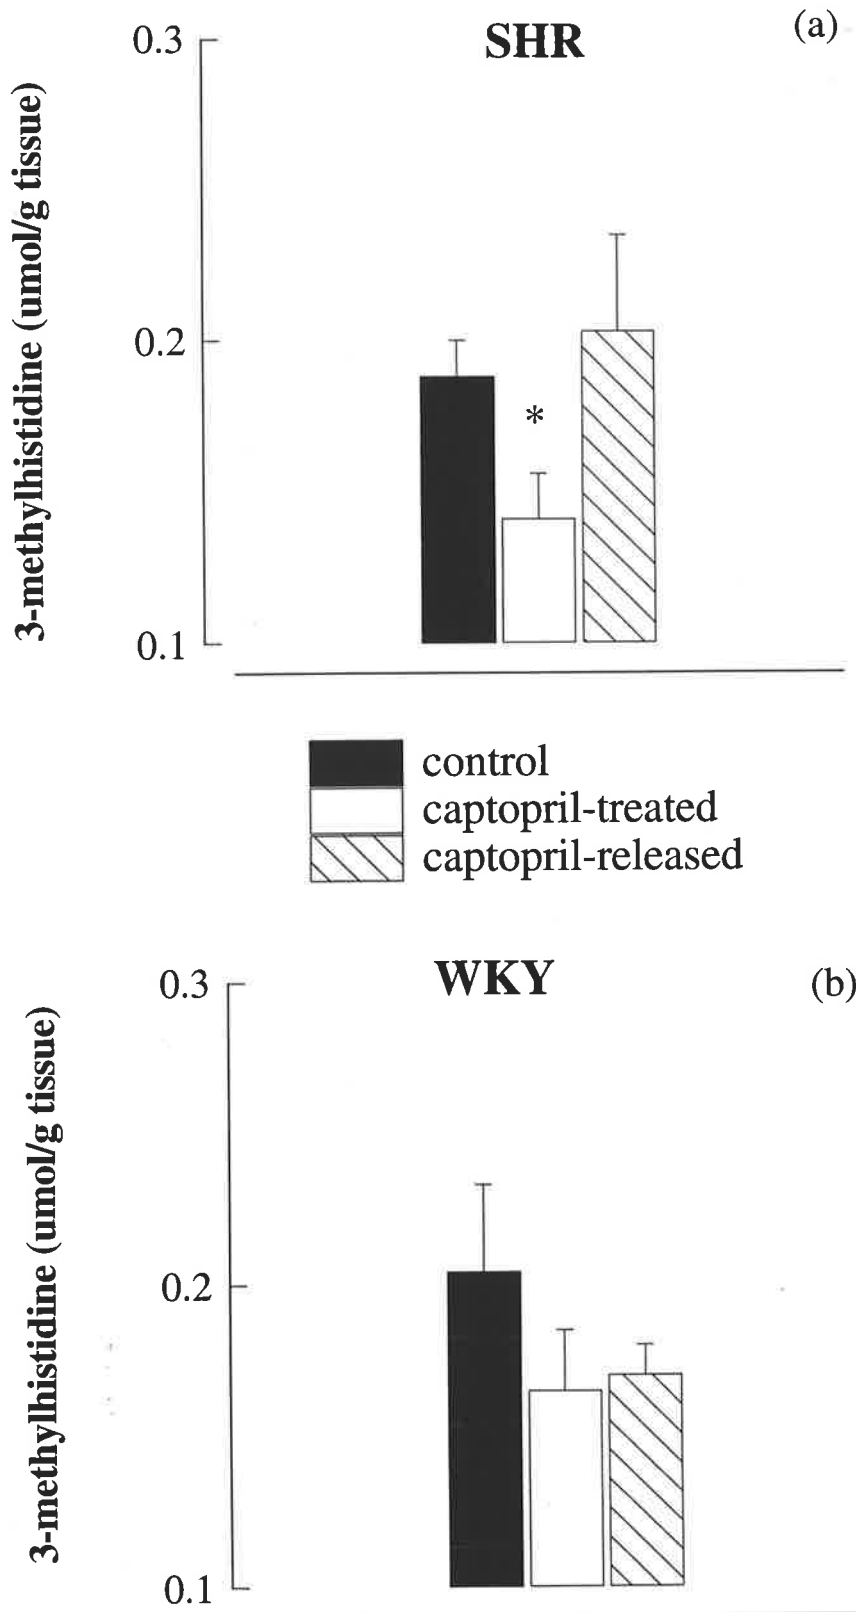 SHR
(a)
0.3
0.2
0.1
3-methylhistidine (umol/g tissue)
*
control
captopril-treated
captopril-released
WKY
(b)
0.3
0.2
0.1
3-methylhistidine (umol/g tissue)